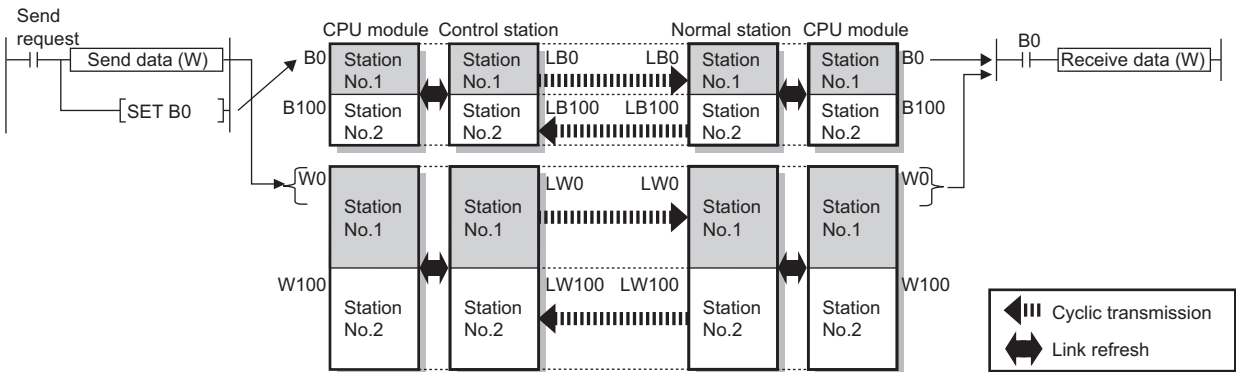 Send
request
Send data (W)
SET B0
CPU module
Control station
Normal station
CPU module
B0
Station
No.1
Station
No.1
LB0
LB0
Station
No.1
Station
No.1
B0
B0
Receive data (W)
B100
Station
No.2
Station
No.2
LB100
LB100
Station
No.2
Station
No.2
B100
W0
Station
No.1
Station
No.1
LW0
LW0
Station
No.1
Station
No.1
W0
W100
Station
No.2
Station
No.2
LW100
LW100
Station
No.2
Station
No.2
W100
Cyclic transmission
Link refresh